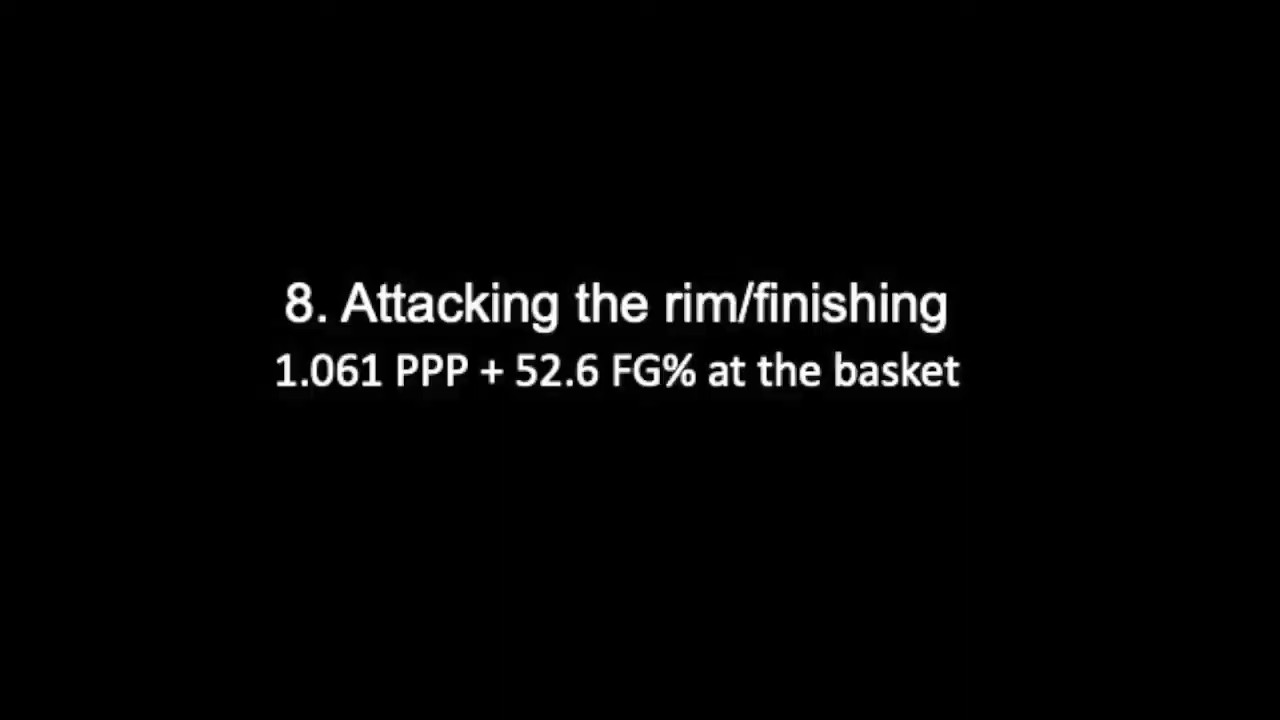 8. Attacking the rim/finishing
1.061 PPP + 52.6 FG% at the basket